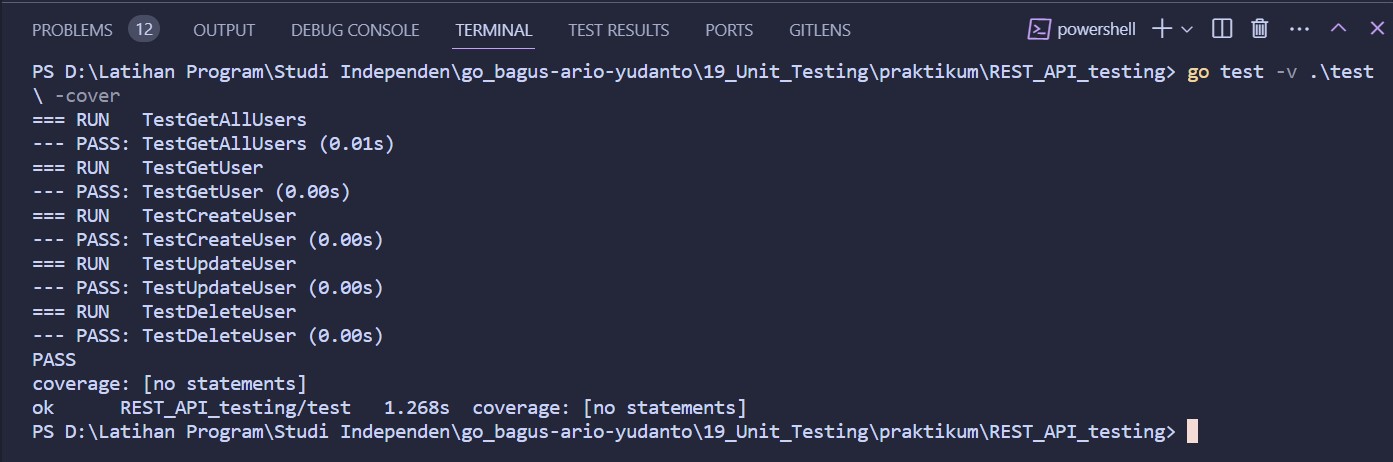 PROBLEMS 12 OUTPUT DEBUG CONSOLE TERMINAL TEST RESULTS PORTS GITLENS powershell
PS D:\Latihan Program\Studi Independen\go_bagus-ario-yudanto\19_Unit_Testing\praktikum\REST_API_testing> go test -v .\test
\ -cover
=== RUN   TestGetAllUsers
--- PASS: TestGetAllUsers (0.01s)
=== RUN   TestGetUser
--- PASS: TestGetUser (0.00s)
=== RUN   TestCreateUser
--- PASS: TestCreateUser (0.00s)
=== RUN   TestUpdateUser
--- PASS: TestUpdateUser (0.00s)
=== RUN   TestDeleteUser
--- PASS: TestDeleteUser (0.00s)
PASS
coverage: [no statements]
ok      REST_API_testing/test   1.268s  coverage: [no statements]
PS D:\Latihan Program\Studi Independen\go_bagus-ario-yudanto\19_Unit_Testing\praktikum\REST_API_testing>